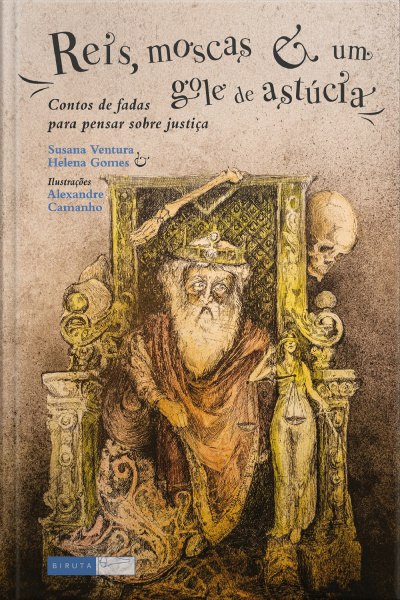 Reis, moscas & um
gole de astúcia
Contos de fadas
para pensar sobre justiça
Susana Ventura
Helena Gomes &
Ilustrações
Alexandre
Camanho
BIRUTA